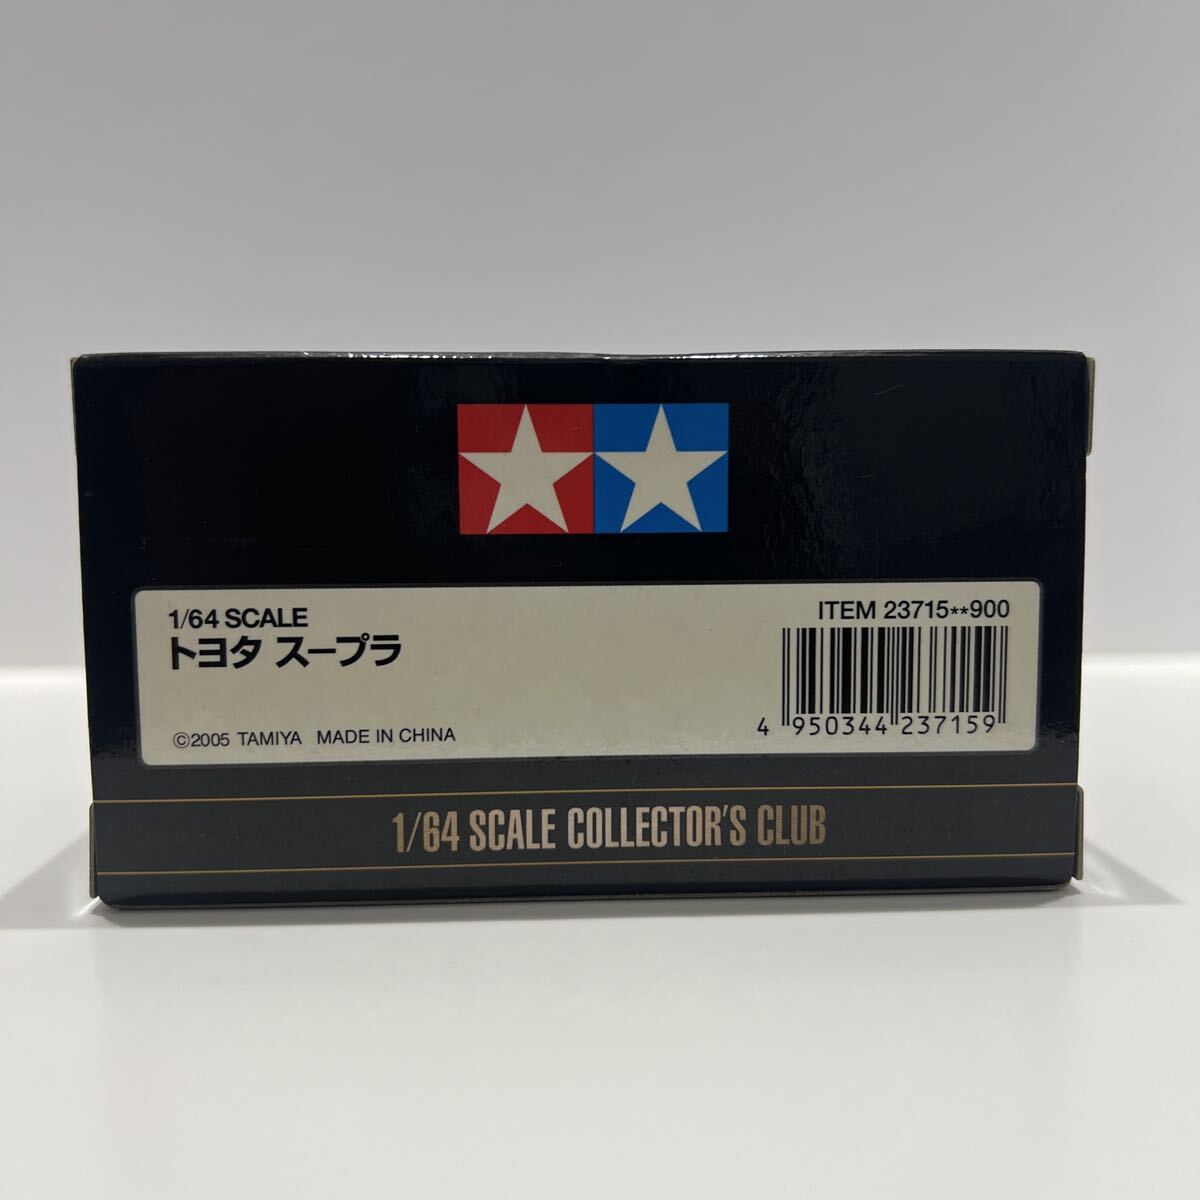 1/64 SCALE
トヨタ スープラ
ITEM 23715**900
4 950344 237159
©2005 TAMIYA MADE IN CHINA
1/64 SCALE COLLECTOR'S CLUB